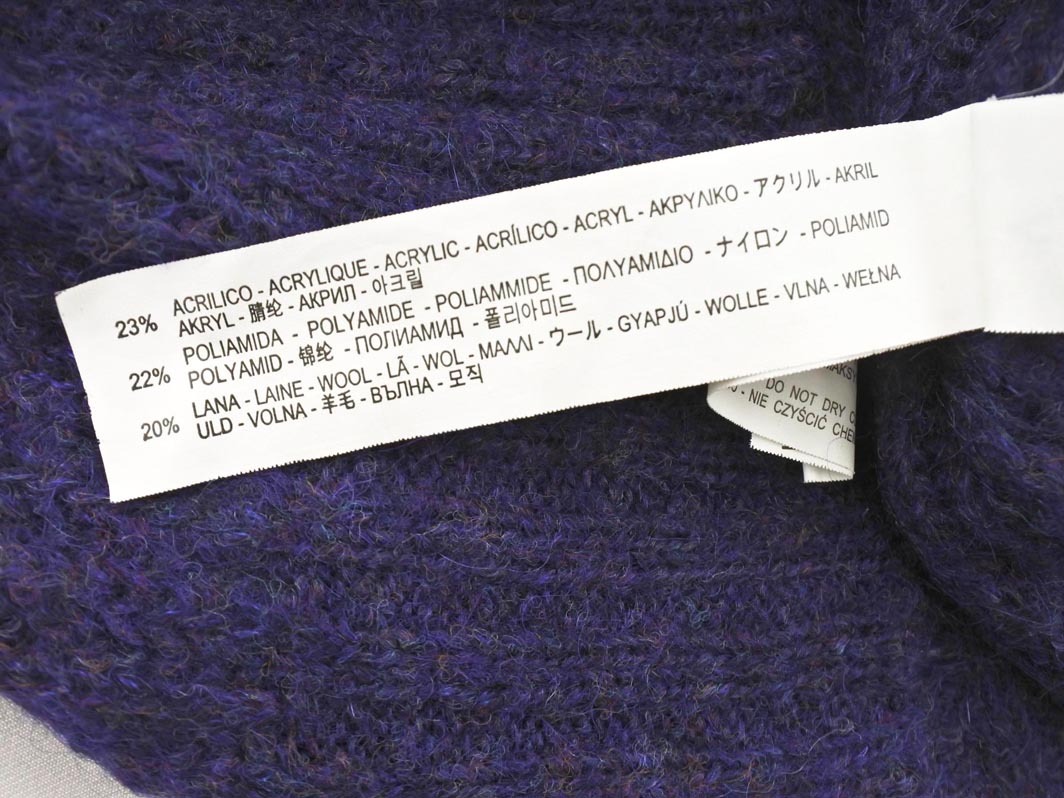 23% ACRILICO - ACRYLIQUE - ACRYLIC - ACRÍLICO - ACRYL - ΑΚΡΥΛΙΚΟ - アクリル - AKRIL
AKRYL - 腈纶 - АКРИЛ - 아크릴
22% POLIAMIDA - POLYAMIDE - POLIAMMIDE - ΠΟΛΥΑΜΙΔΙΟ - ナイロン - POLIAMID
POLYAMID - 锦纶 - ПОЛИАМИД - 폴리아미드
20% LANA - LAINE - WOOL - LÃ - WOL - ΜΑΛΛΙ - ウール - GYAPJÚ - WOLLE - VLNA - WEŁNA
ULD - VOLNA - 羊毛 - ВЪЛНА - 모직
DO NOT DRY
- NIE CZYŚCIĆ